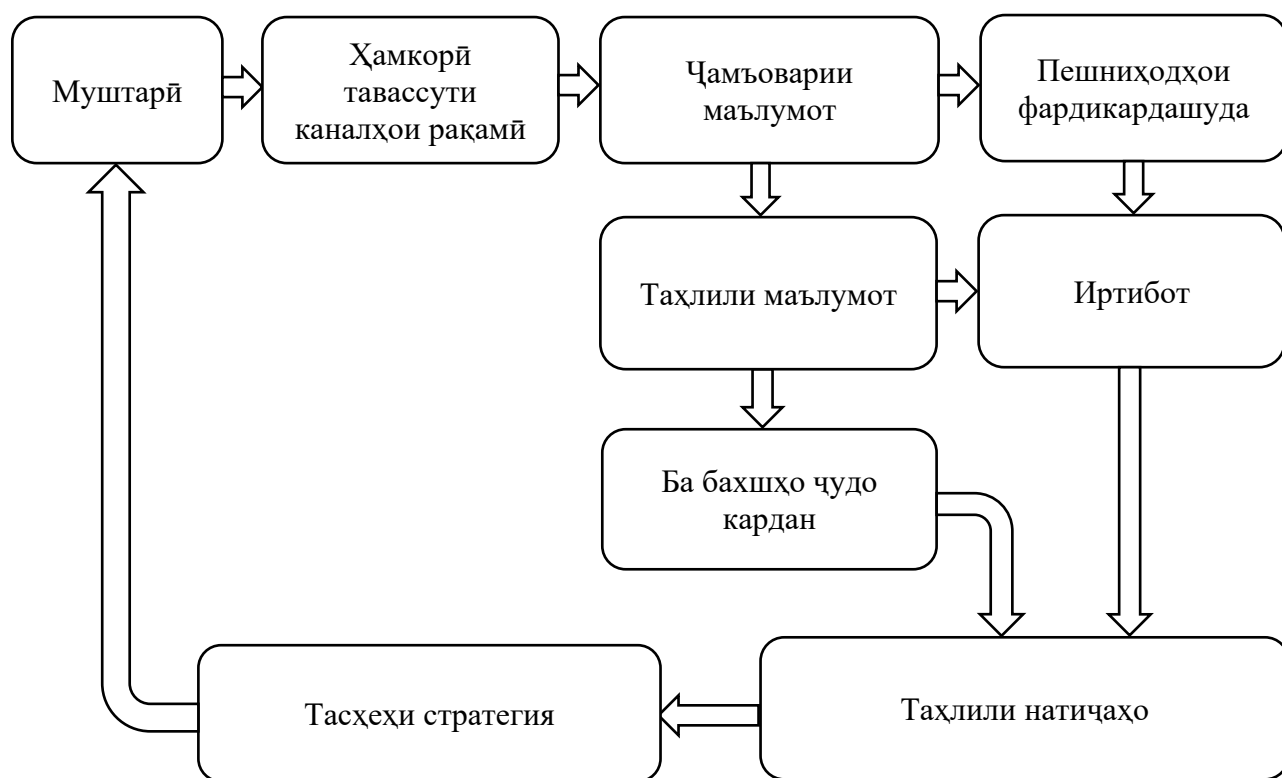 Муштарӣ
Ҳамкорӣ
тавассути
каналҳои рақамӣ
Ҷамъоварии
маълумот
Пешниҳодҳои
фардикардашуда
Таҳлили маълумот
Иртибот
Ба бахшҳо ҷудо
кардан
Тасҳеҳи стратегия
Таҳлили натиҷаҳо